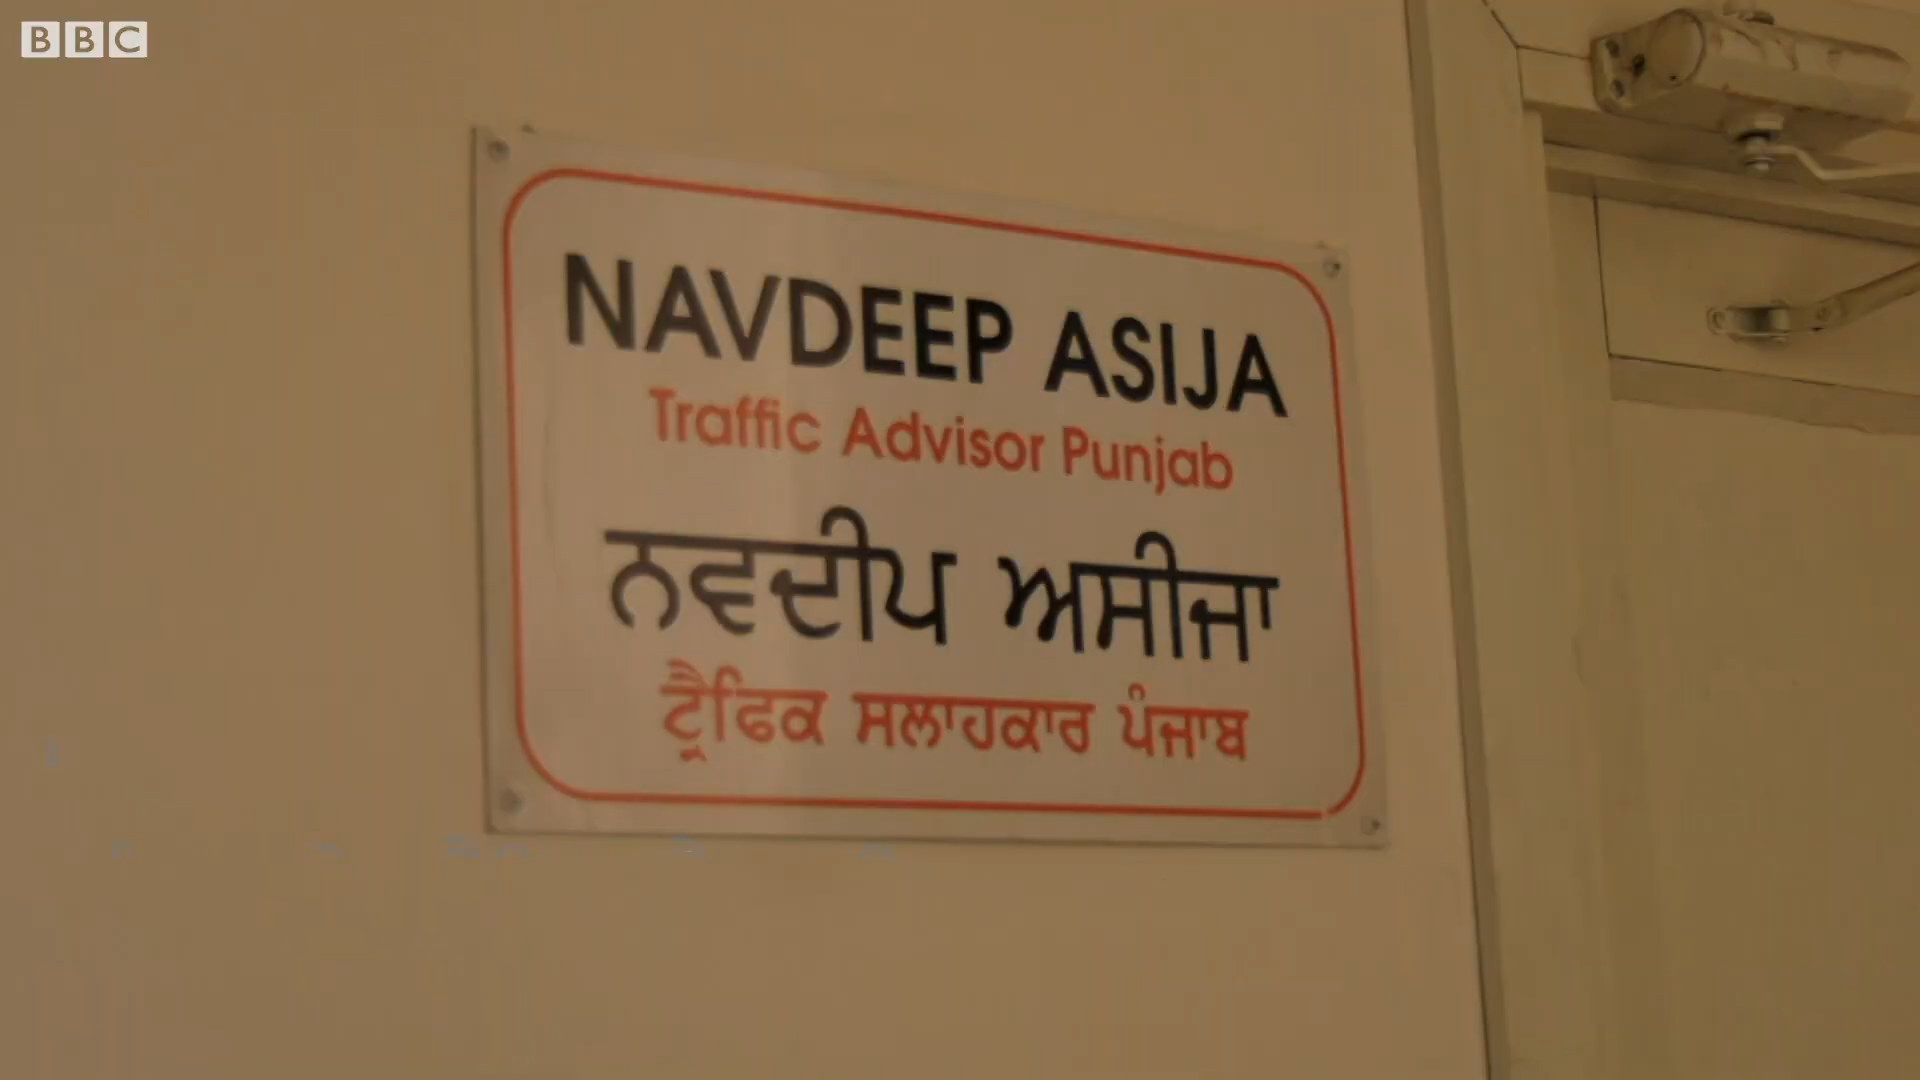 BBC
NAVDEEP ASIJA
Traffic Advisor Punjab
ਨਵਦੀਪ ਅਸੀਜਾ
ਟ੍ਰੈਫਿਕ ਸਲਾਹਕਾਰ ਪੰਜਾਬ